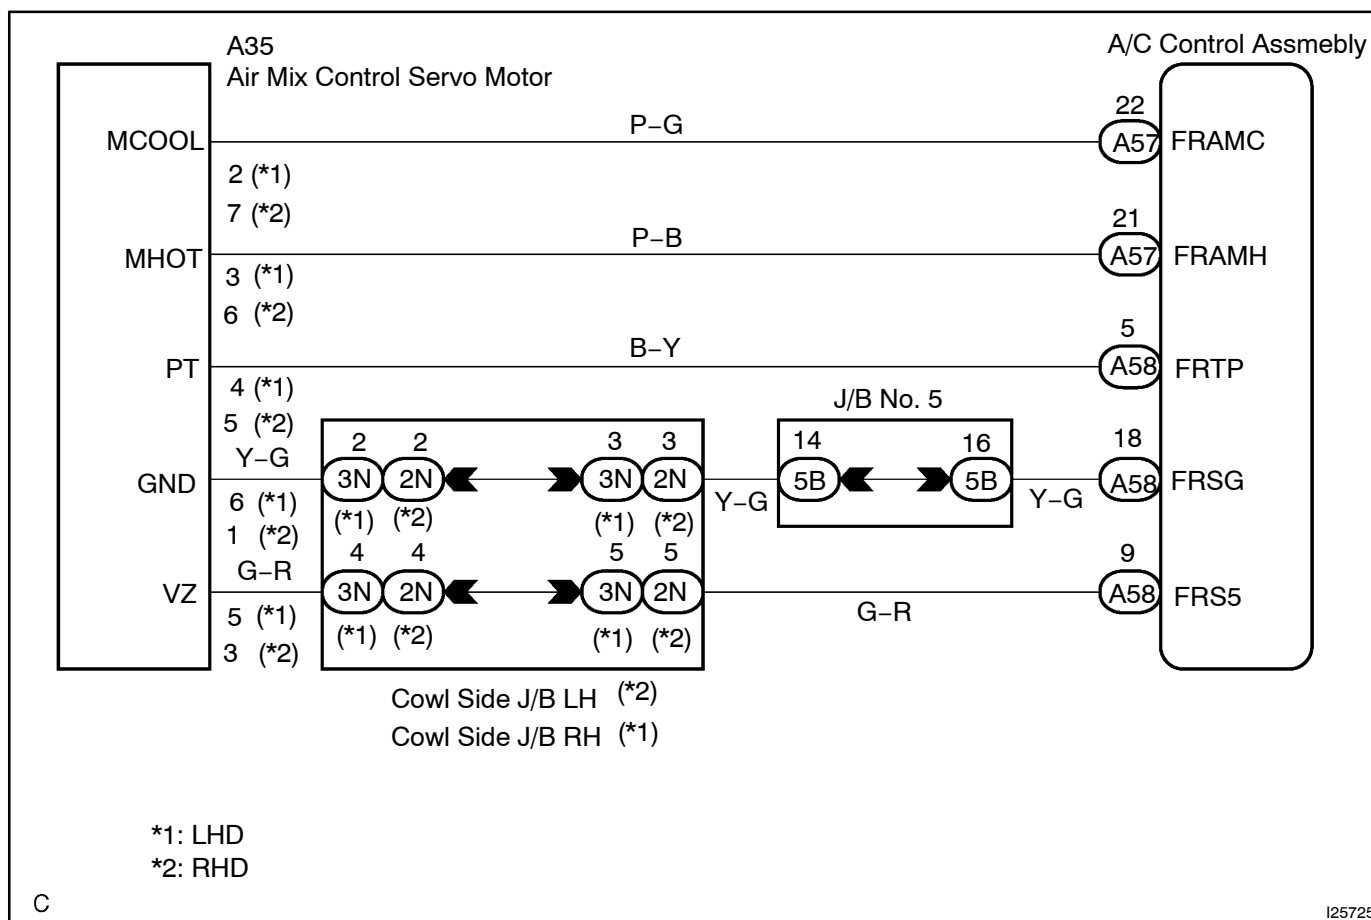 A35
Air Mix Control Servo Motor
A/C Control Assmebly
MCOOL
P–G
22
A57
FRAMC
2 (*1)
7 (*2)
MHOT
P–B
21
A57
FRAMH
3 (*1)
6 (*2)
PT
B–Y
5
A58
FRTP
4 (*1)
5 (*2)
J/B No. 5
Y–G
GND
2 2 3 3
3N 2N 3N 2N
(*1) (*2) (*1) (*2)
Y–G
14 16
5B 5B
Y–G
18
A58
FRSG
6 (*1)
1 (*2)
G–R
VZ
4 4 5 5
3N 2N 3N 2N
(*1) (*2) (*1) (*2)
G–R
9
A58
FRS5
5 (*1)
3 (*2)
Cowl Side J/B LH (*2)
Cowl Side J/B RH (*1)
*1: LHD
*2: RHD
C
I25725